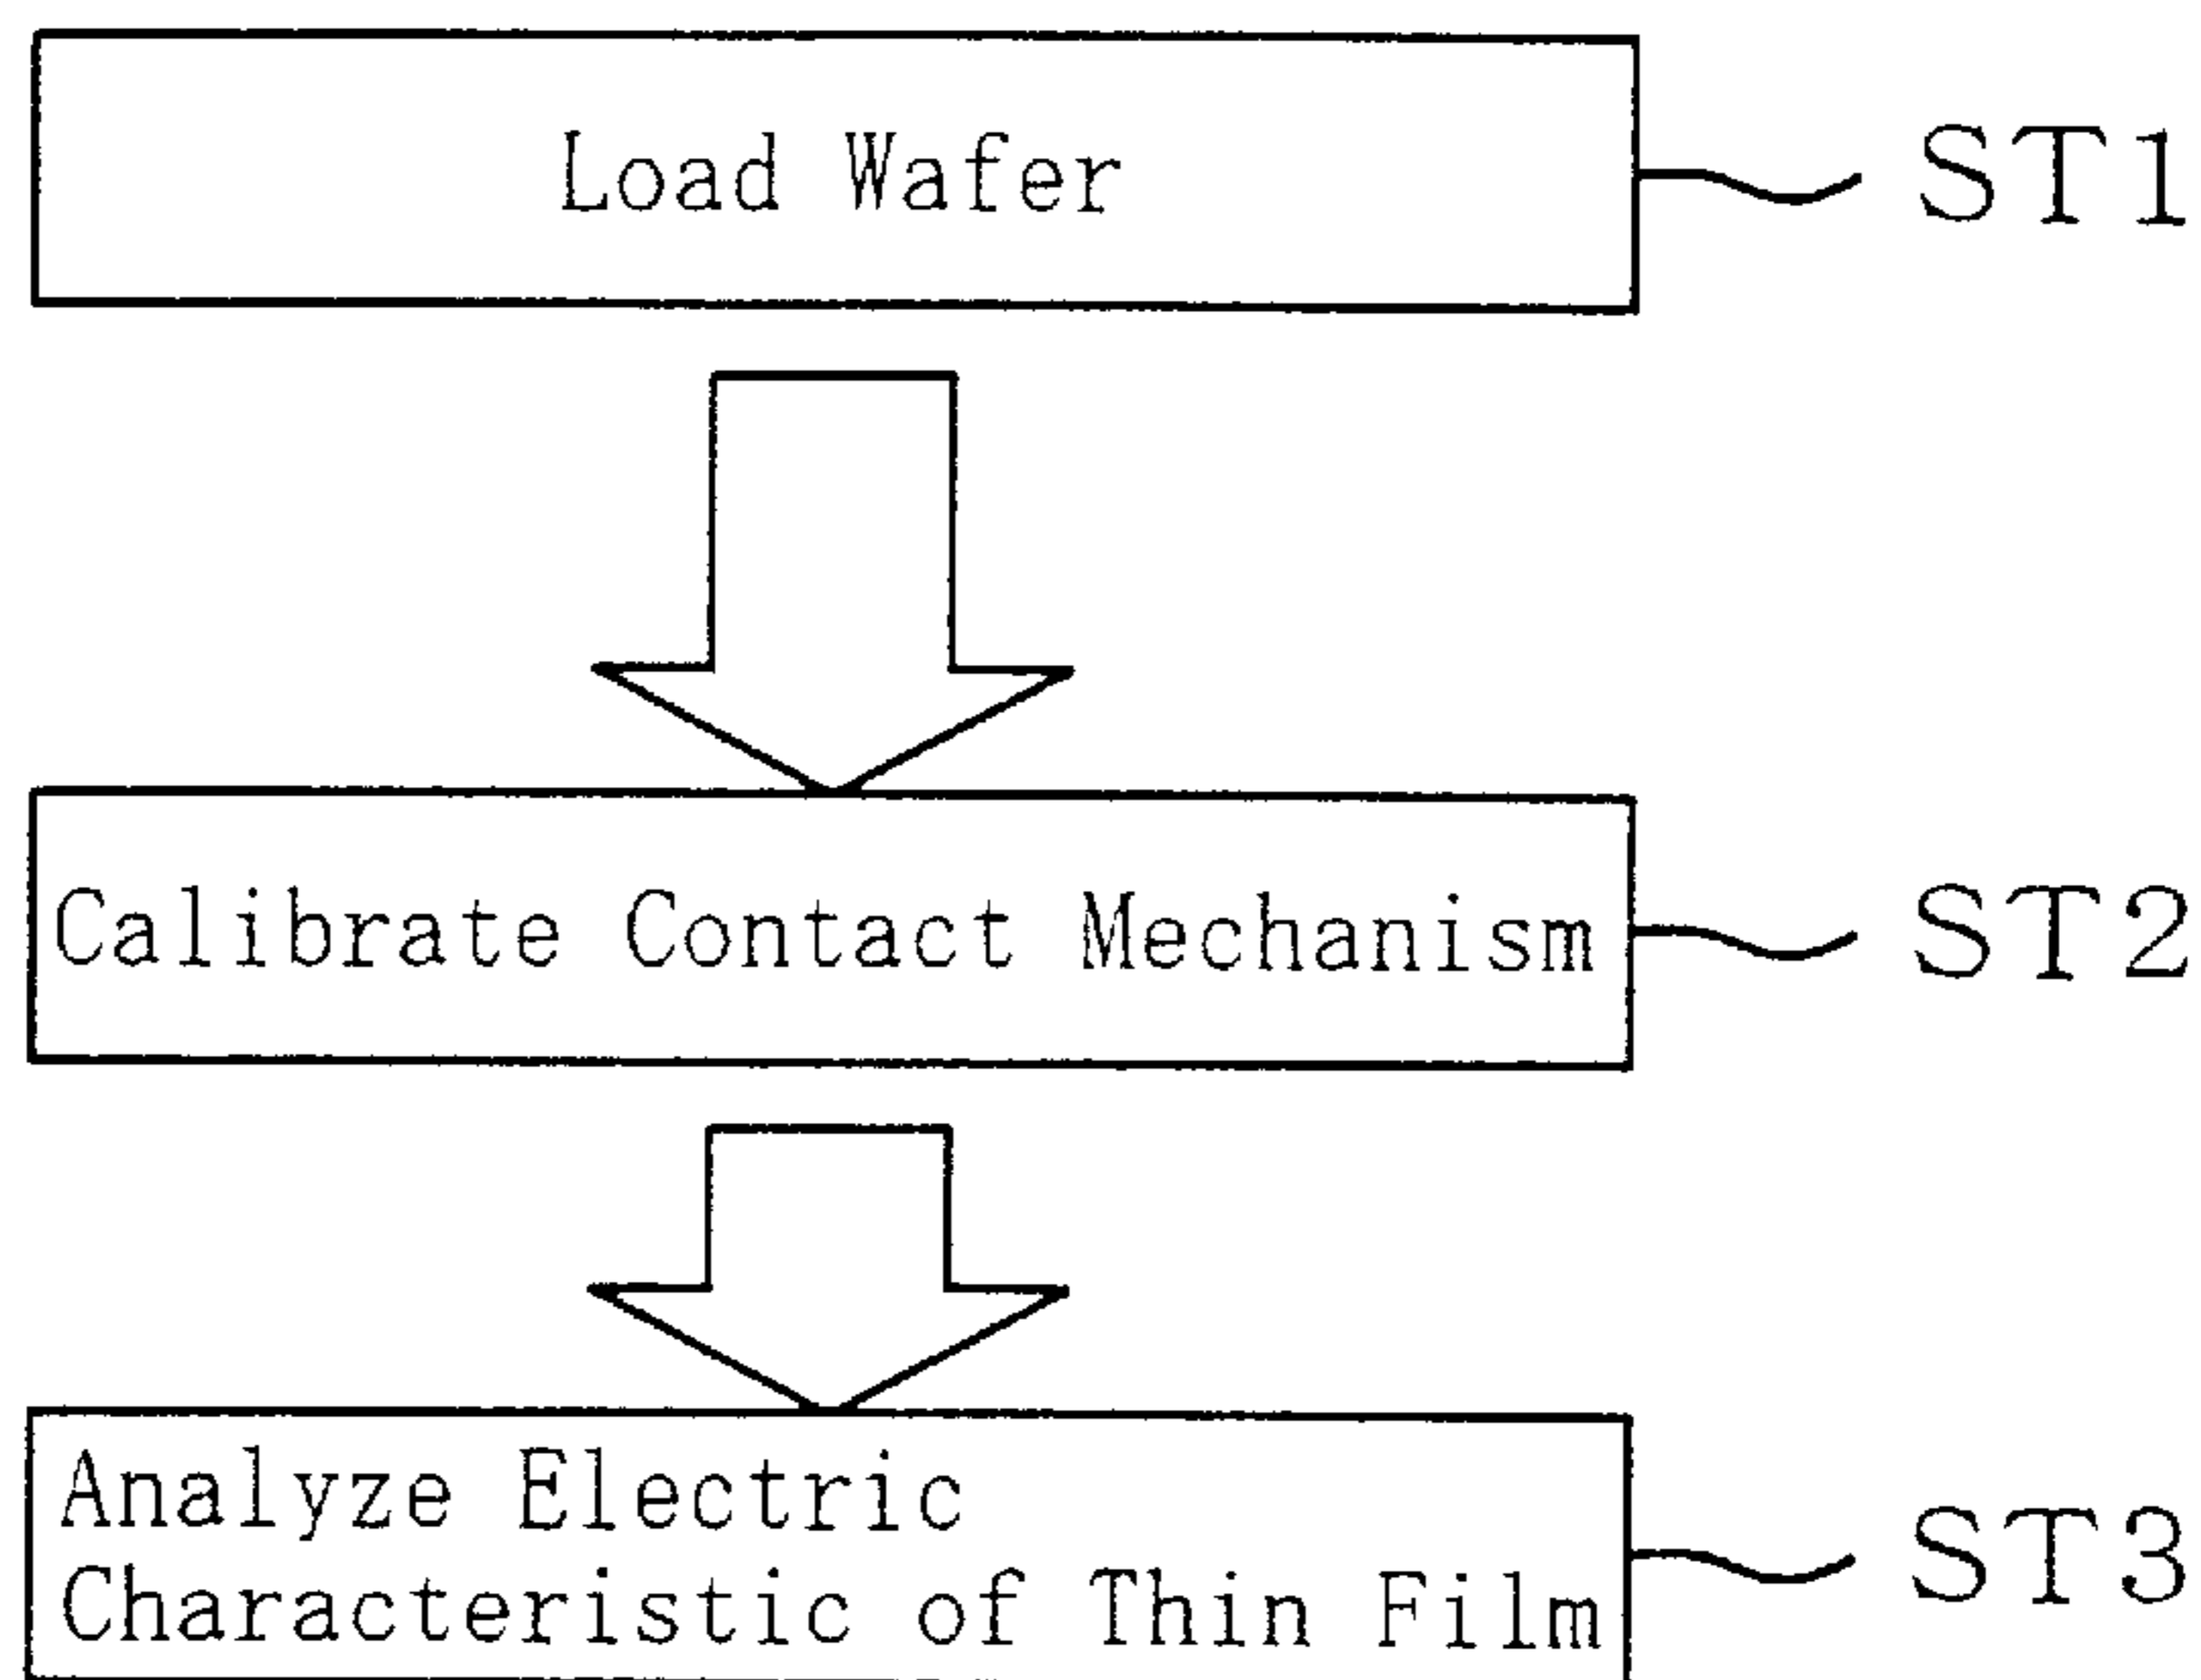 Load Wafer
ST1
Calibrate Contact Mechanism
ST2
Analyze Electric
Characteristic of Thin Film
ST3